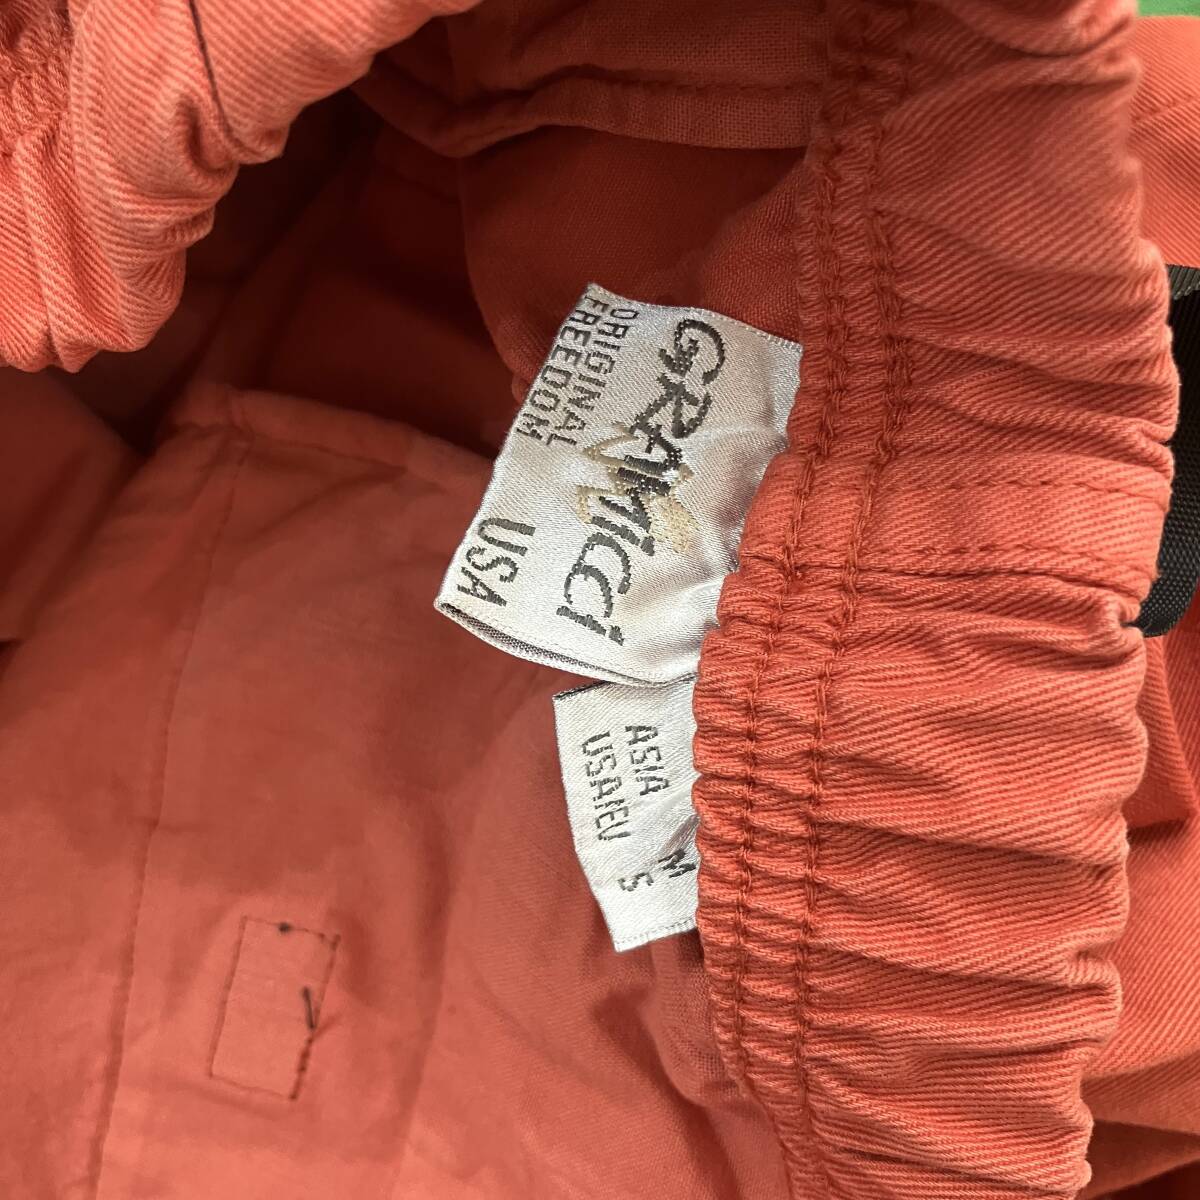 GRAMICCI
ORIGINAL
FREEDOM
USA
ASIA M
USA/EU S